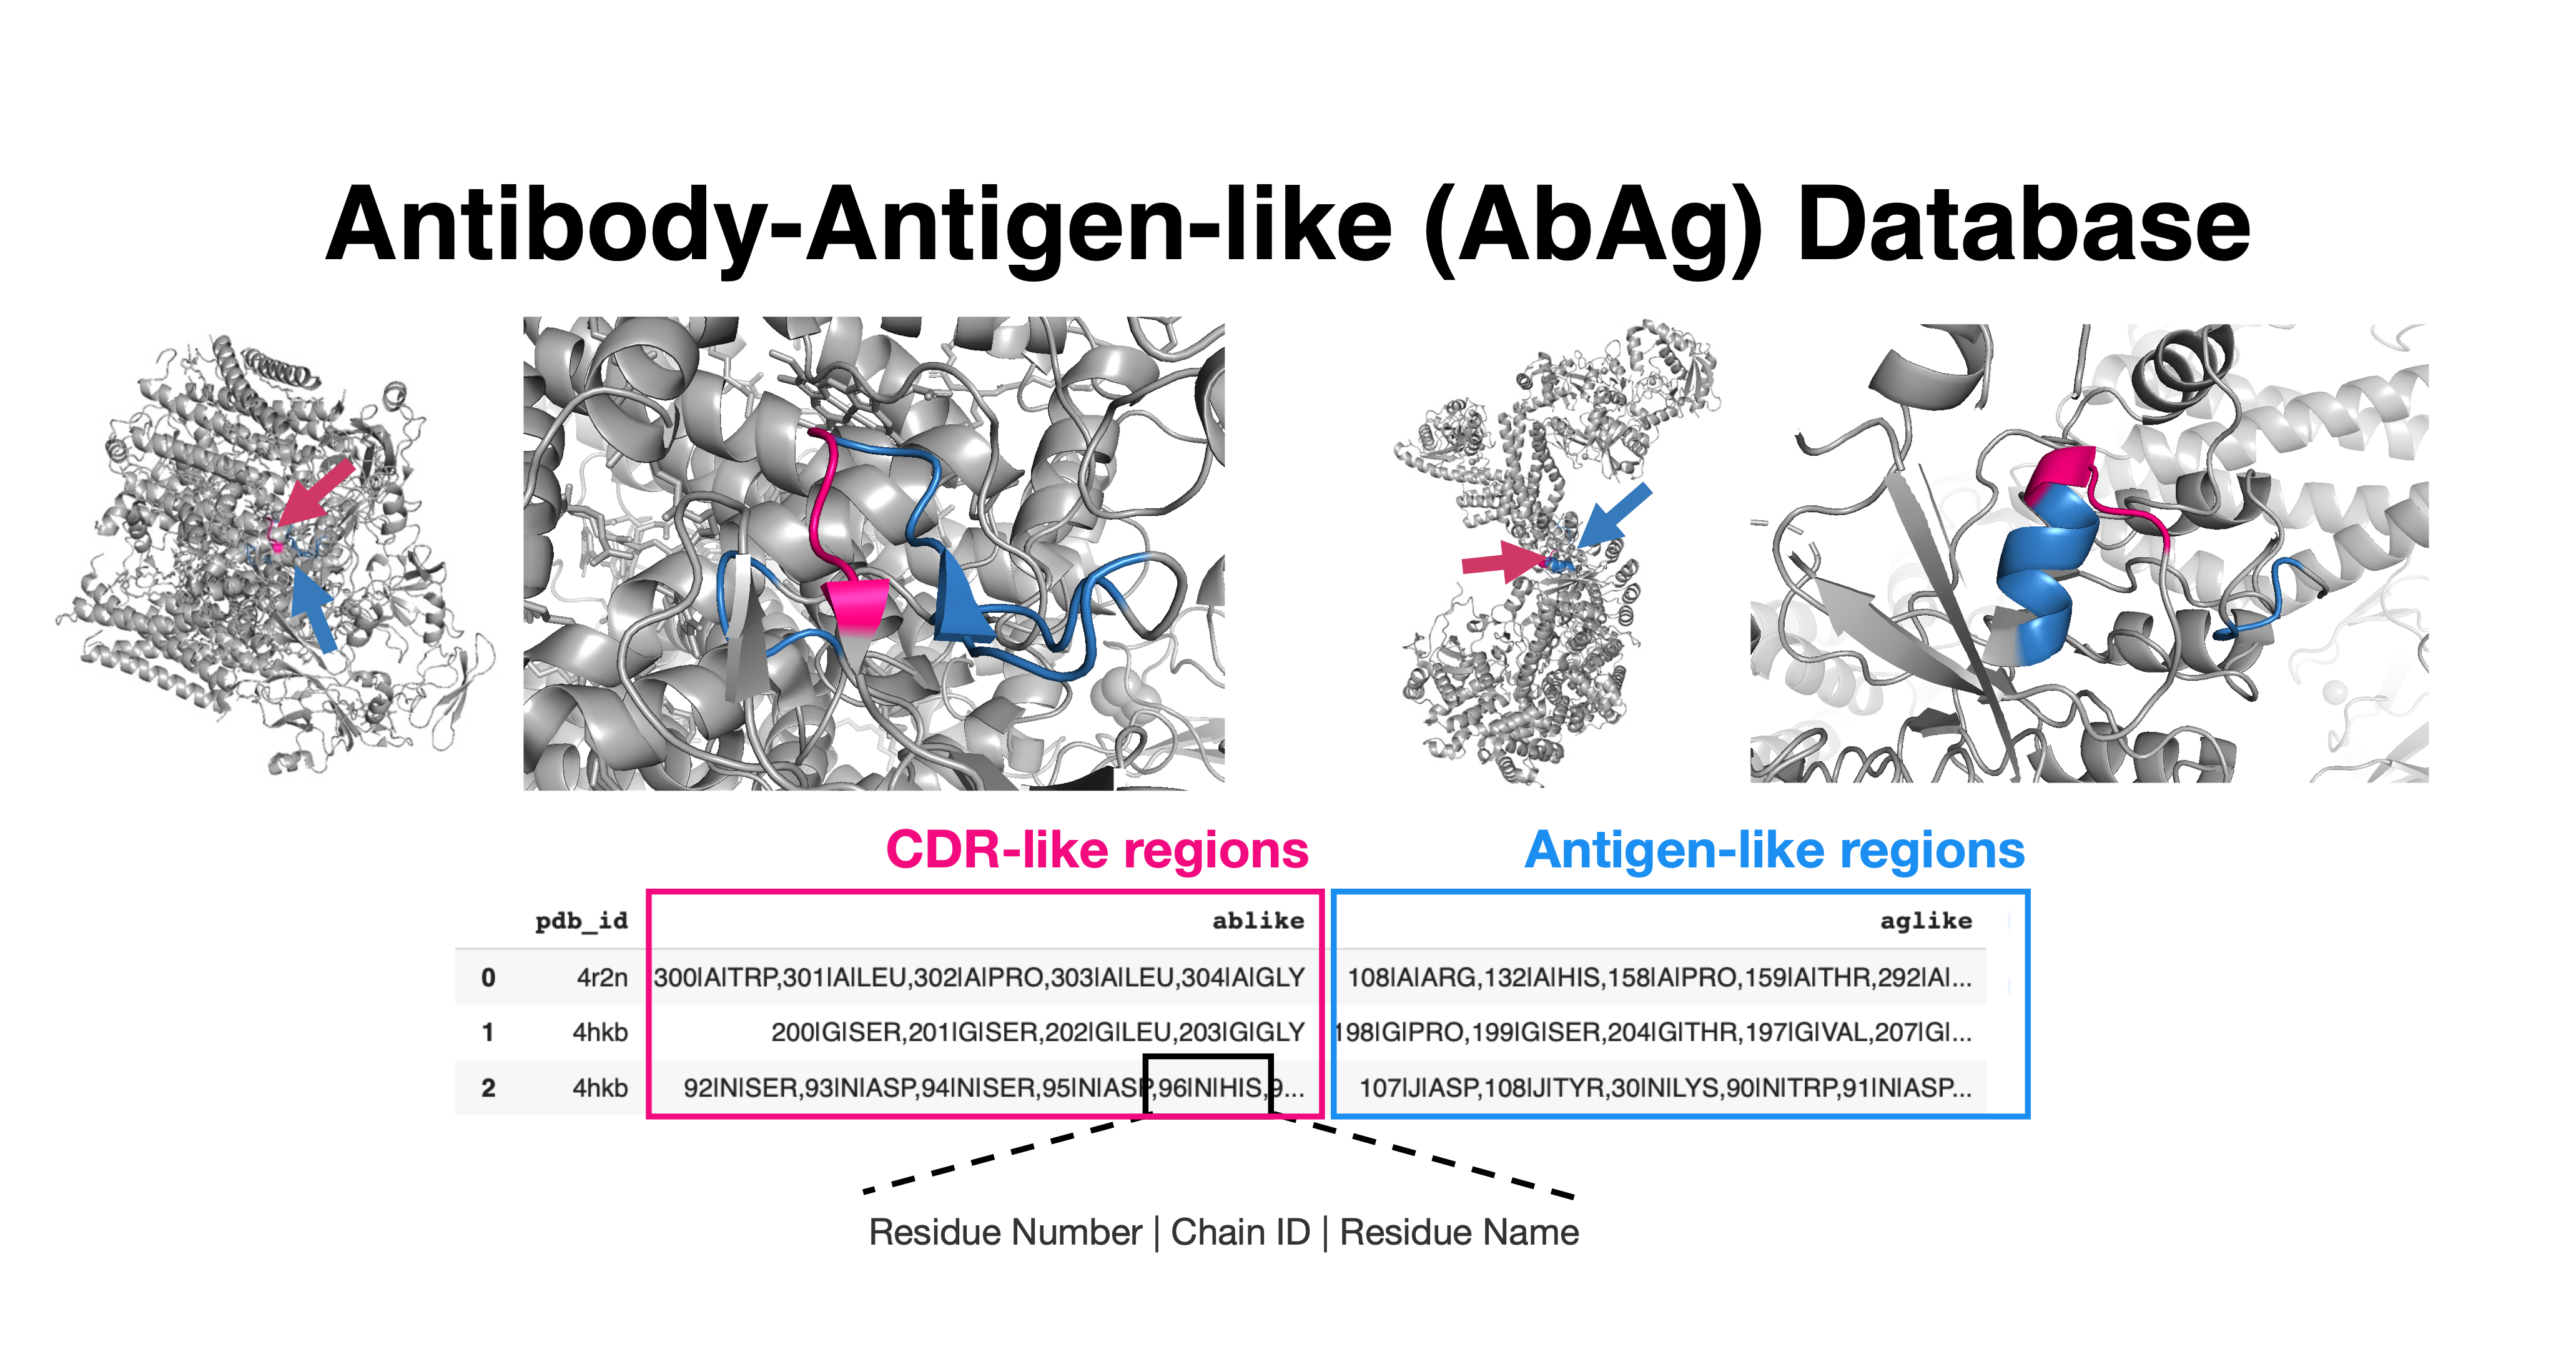 Antibody-Antigen-like (AbAg) Database
CDR-like regions Antigen-like regions
pdb_id ablike aglike
0 4r2n 300|A|TRP,301|A|LEU,302|A|PRO,303|A|LEU,304|A|GLY 108|A|ARG,132|A|HIS,158|A|PRO,159|A|THR,292|A|...
1 4hkb 200|G|SER,201|G|SER,202|G|LEU,203|G|GLY 198|G|PRO,199|G|SER,204|G|THR,197|G|VAL,207|G|...
2 4hkb 92|N|SER,93|N|ASP,94|N|SER,95|N|ASP,96|N|HIS,9... 107|J|ASP,108|J|TYR,30|N|LYS,90|N|TRP,91|N|ASP...
Residue Number | Chain ID | Residue Name